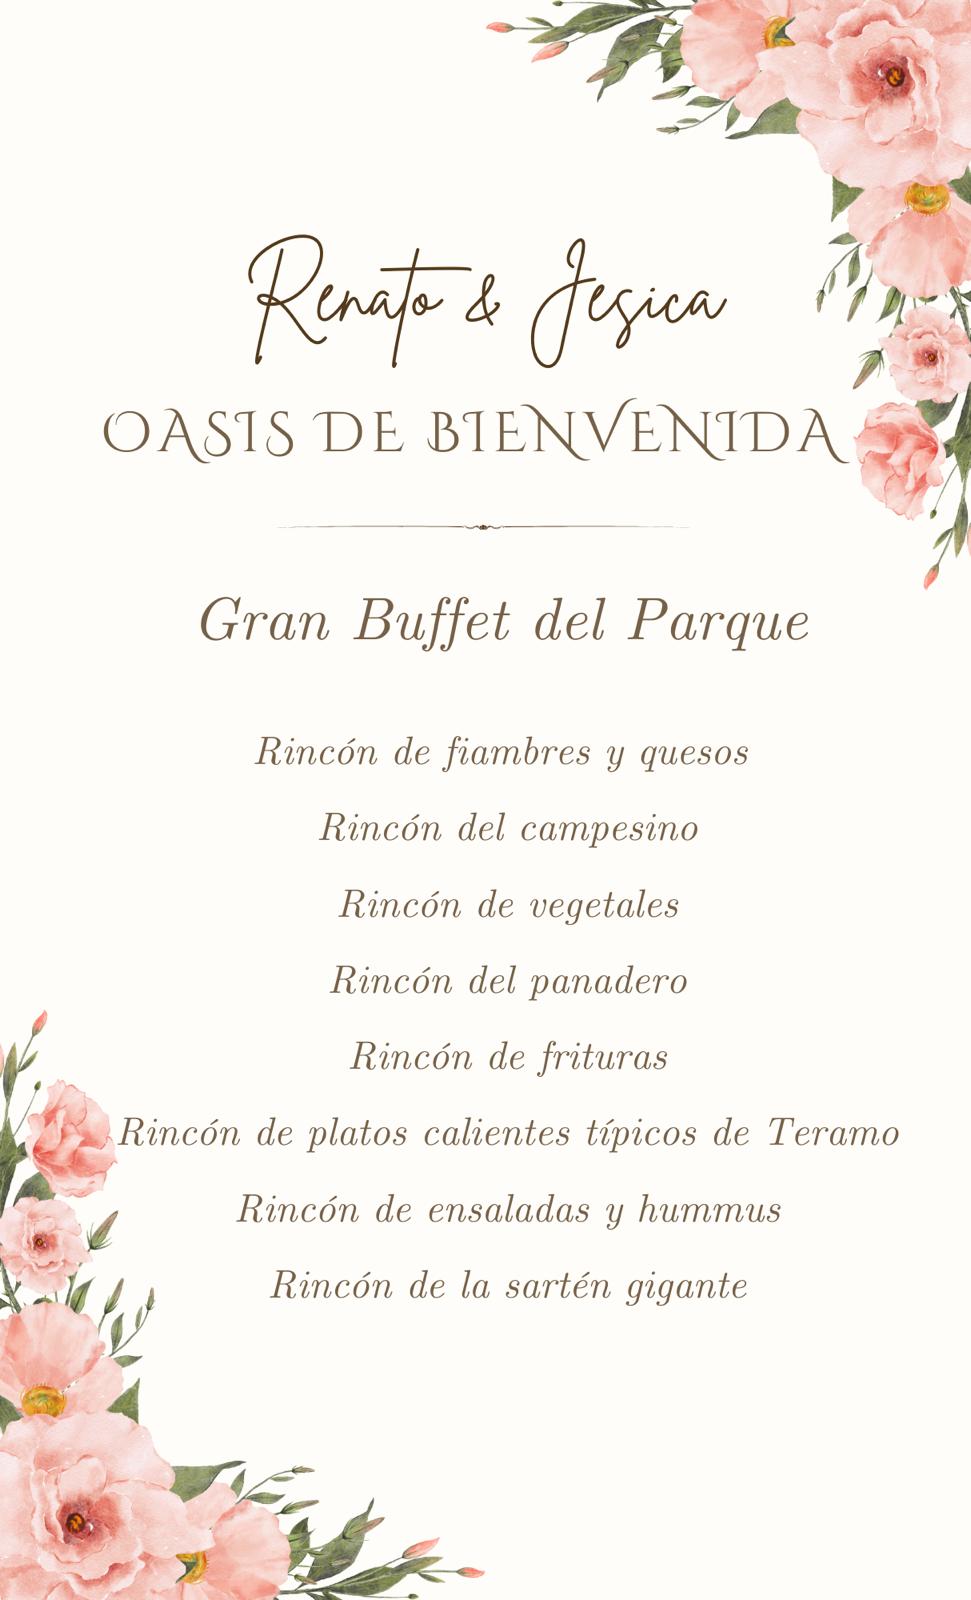 Renato & Jesica
OASIS DE BIENVENIDA
Gran Buffet del Parque
Rincón de fiambres y quesos
Rincón del campesino
Rincón de vegetales
Rincón del panadero
Rincón de frituras
Rincón de platos calientes típicos de Teramo
Rincón de ensaladas y hummus
Rincón de la sartén gigante